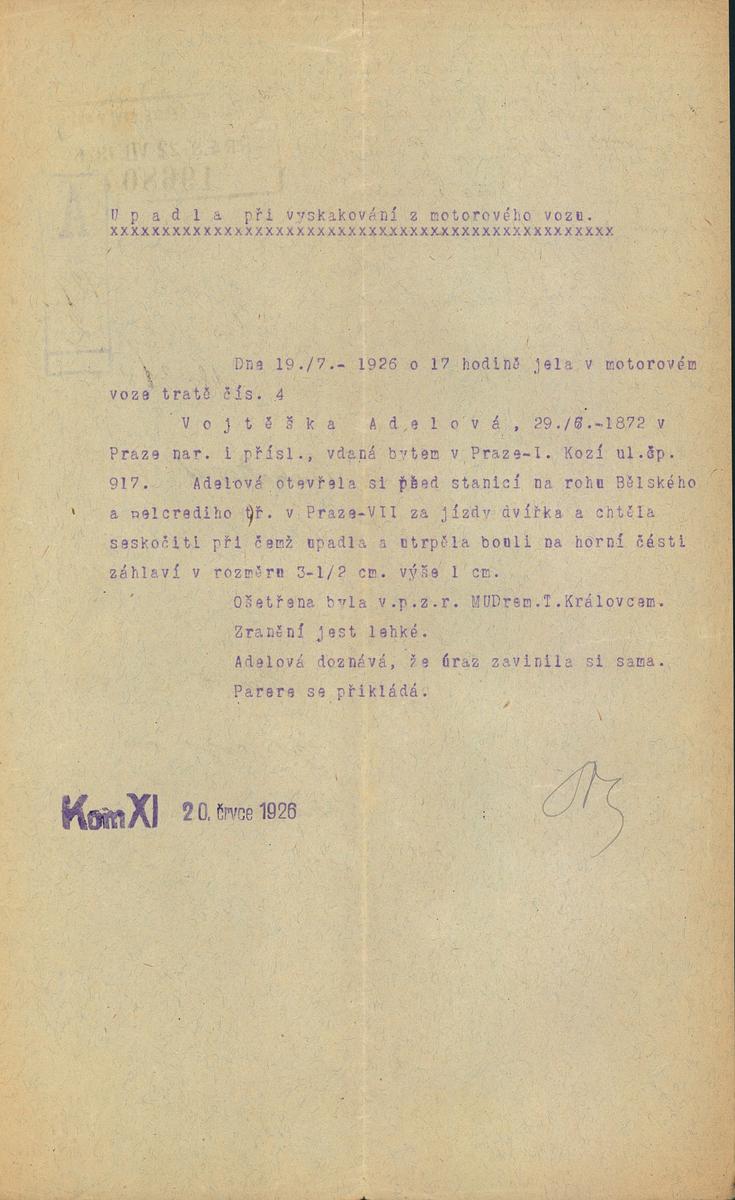 U p a d l a  při vyskakování z motorového vozu.
xxxxxxxxxxxxxxxxxxxxxxxxxxxxxxxxxxxxxxxxxxxxxxxx
Dne 19./7.- 1926 o 17 hodině jela v motorovém
voze tratě čís. 4
V o j t ě š k a  A d e l o v á , 29./6.-1872 v
Praze nar. i přísl., vdaná bytem v Praze-I. Kozí ul.čp.
917.  Adelová otevřela si před stanicí na rohu Bělského
a pelcrediho tř. v Praze-VII za jízdy dvířka a chtěla
seskočiti při čemž upadla a utrpěla bouli na horní části
záhlaví v rozměru 3-1/2 cm. výše 1 cm.
Ošetřena byla v.p.z.r. MUDrem.T.Královcem.
Zranění jest lehké.
Adelová doznává, že úraz zavinila si sama.
Parere se přikládá.
Kom XI 20. črvce 1926